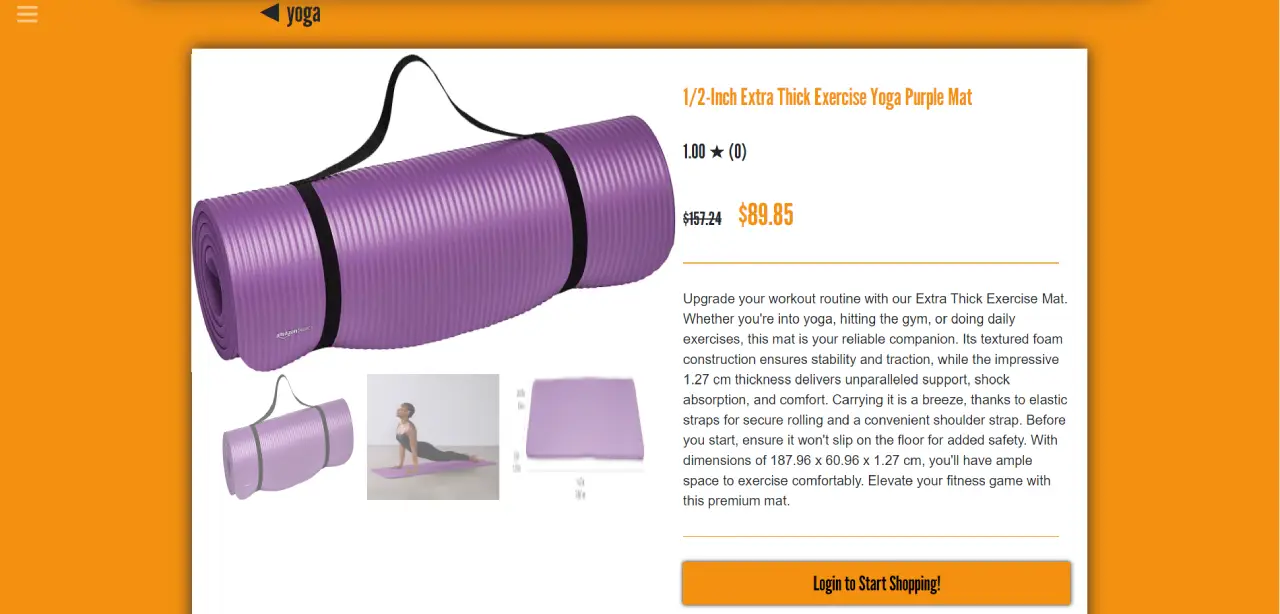 ◀ yoga
1/2-Inch Extra Thick Exercise Yoga Purple Mat
1.00 ★ (0)
$157.24 $89.85
Upgrade your workout routine with our Extra Thick Exercise Mat.
Whether you're into yoga, hitting the gym, or doing daily
exercises, this mat is your reliable companion. Its textured foam
construction ensures stability and traction, while the impressive
1.27 cm thickness delivers unparalleled support, shock
absorption, and comfort. Carrying it is a breeze, thanks to elastic
straps for secure rolling and a convenient shoulder strap. Before
you start, ensure it won't slip on the floor for added safety. With
dimensions of 187.96 x 60.96 x 1.27 cm, you'll have ample
space to exercise comfortably. Elevate your fitness game with
this premium mat.
Login to Start Shopping!